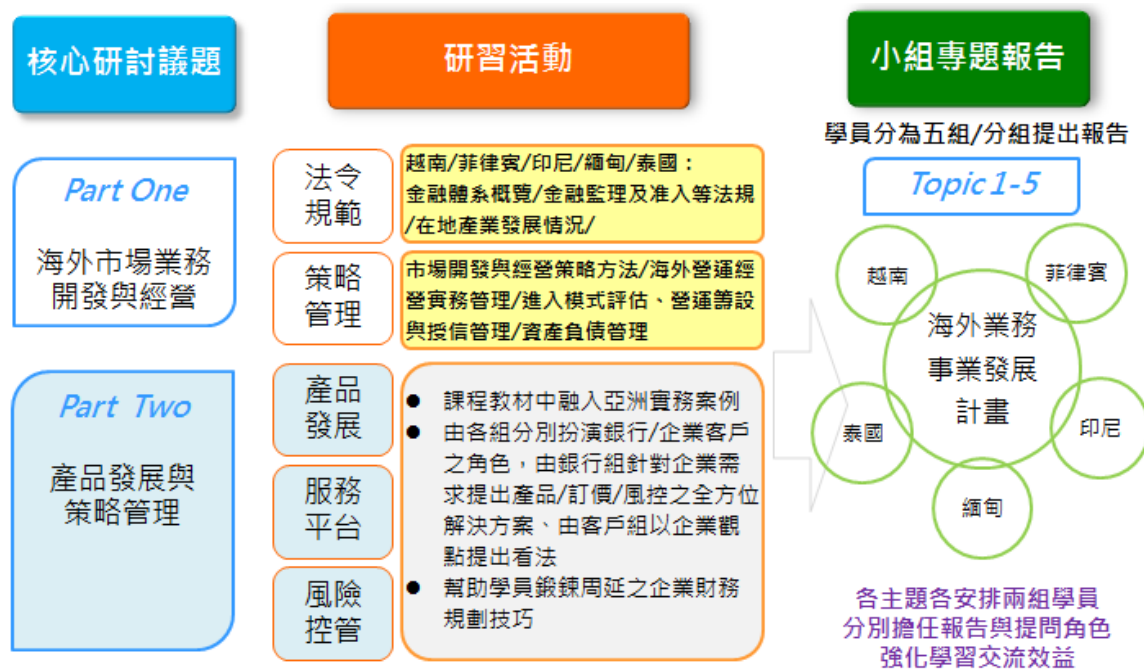 核心研討議題
研習活動
小組專題報告
學員分為五組/分組提出報告
Part One
海外市場業務
開發與經營
法令
規範
越南/菲律賓/印尼/緬甸/泰國：
金融體系概覽/金融監理及准入等法規
/在地產業發展情況/
策略
管理
市場開發與經營策略方法/海外營運經
營實務管理/進入模式評估、營運籌設
與授信管理/資產負債管理
Part Two
產品發展與
策略管理
產品
發展
服務
平台
風險
控管
● 課程教材中融入亞洲實務案例
● 由各組分別扮演銀行/企業客戶
之角色，由銀行組針對企業需
求提出產品/訂價/風控之全方位
解決方案、由客戶組以企業觀
點提出看法
● 幫助學員鍛鍊周延之企業財務
規劃技巧
Topic 1-5
越南
菲律賓
海外業務
事業發展
計畫
泰國
印尼
緬甸
各主題各安排兩組學員
分別擔任報告與提問角色
強化學習交流效益